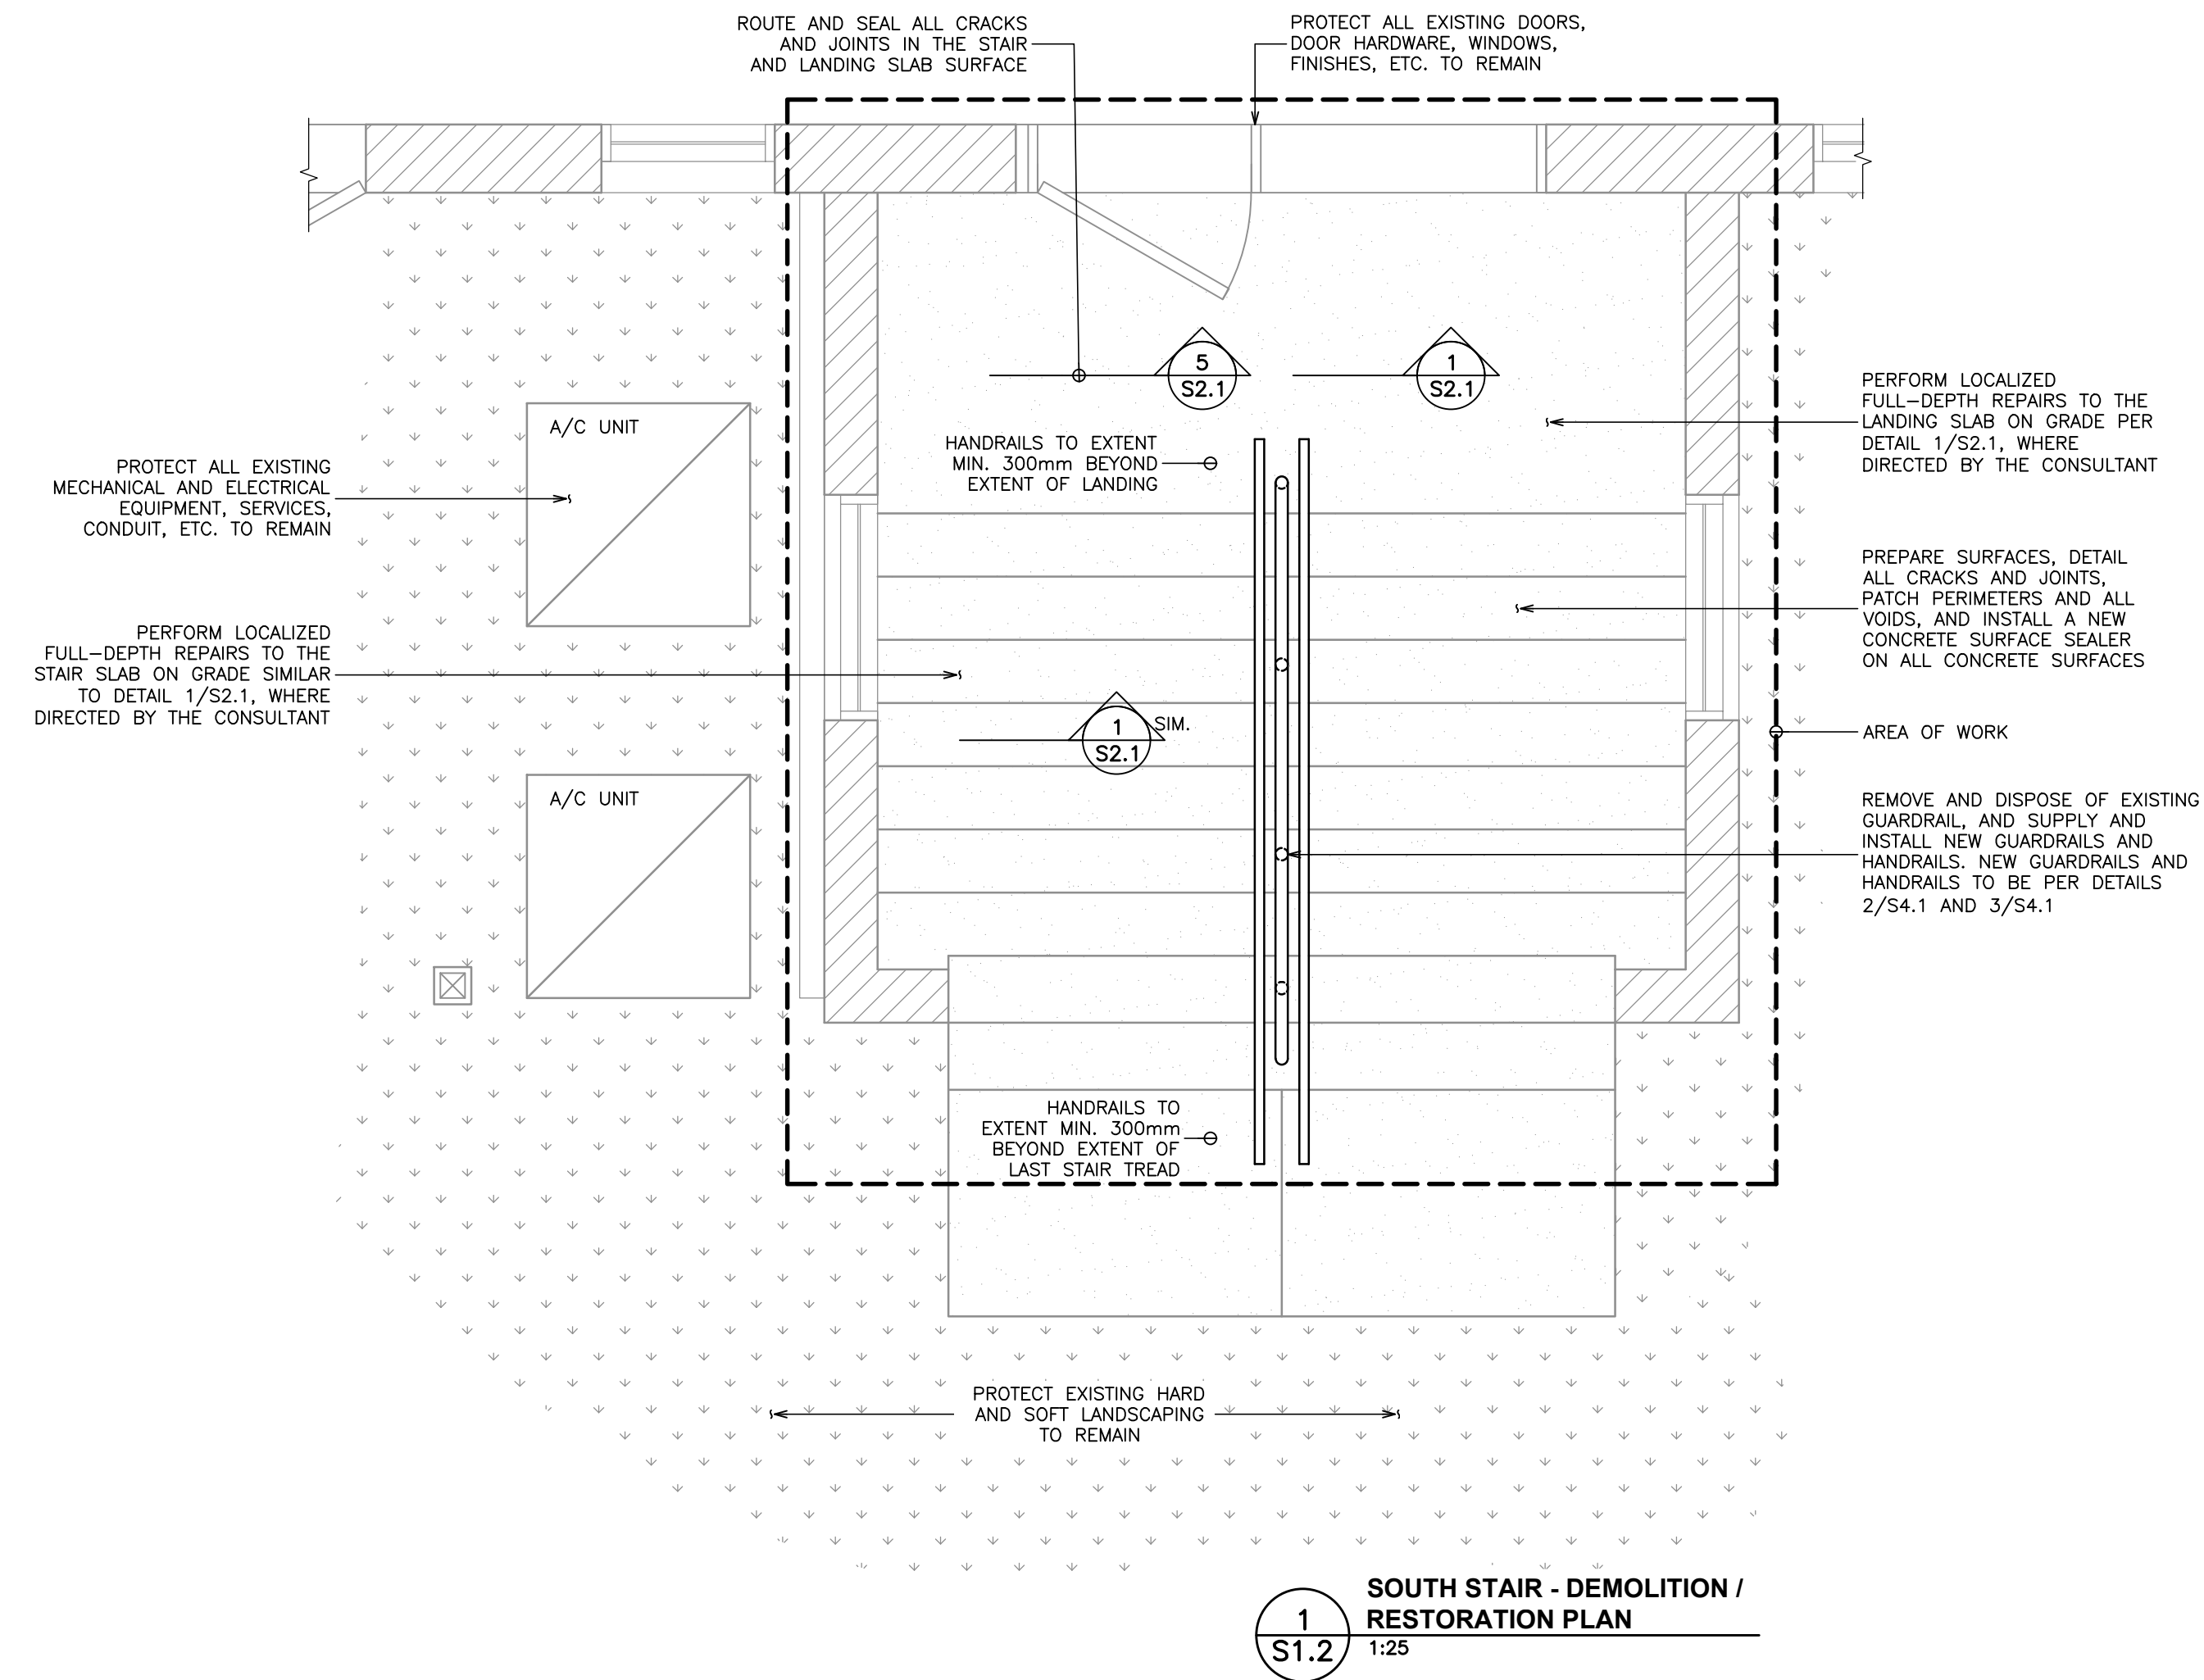 ROUTE AND SEAL ALL CRACKS
AND JOINTS IN THE STAIR
AND LANDING SLAB SURFACE
PROTECT ALL EXISTING DOORS,
DOOR HARDWARE, WINDOWS,
FINISHES, ETC. TO REMAIN
5
S2.1
1
S2.1
A/C UNIT
HANDRAILS TO EXTENT
MIN. 300mm BEYOND
EXTENT OF LANDING
PERFORM LOCALIZED
FULL-DEPTH REPAIRS TO THE
LANDING SLAB ON GRADE PER
DETAIL 1/S2.1, WHERE
DIRECTED BY THE CONSULTANT
PROTECT ALL EXISTING
MECHANICAL AND ELECTRICAL
EQUIPMENT, SERVICES,
CONDUIT, ETC. TO REMAIN
PREPARE SURFACES, DETAIL
ALL CRACKS AND JOINTS,
PATCH PERIMETERS AND ALL
VOIDS, AND INSTALL A NEW
CONCRETE SURFACE SEALER
ON ALL CONCRETE SURFACES
PERFORM LOCALIZED
FULL-DEPTH REPAIRS TO THE
STAIR SLAB ON GRADE SIMILAR
TO DETAIL 1/S2.1, WHERE
DIRECTED BY THE CONSULTANT
1
S2.1
SIM.
AREA OF WORK
A/C UNIT
REMOVE AND DISPOSE OF EXISTING
GUARDRAIL, AND SUPPLY AND
INSTALL NEW GUARDRAILS AND
HANDRAILS. NEW GUARDRAILS AND
HANDRAILS TO BE PER DETAILS
2/S4.1 AND 3/S4.1
HANDRAILS TO
EXTENT MIN. 300mm
BEYOND EXTENT OF
LAST STAIR TREAD
PROTECT EXISTING HARD
AND SOFT LANDSCAPING
TO REMAIN
1
S1.2
SOUTH STAIR - DEMOLITION /
RESTORATION PLAN
1:25